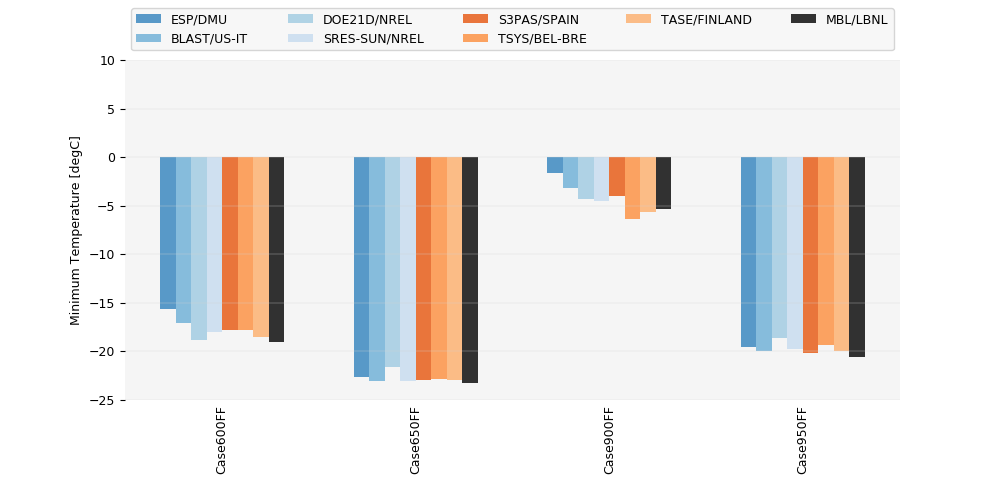 ESP/DMU DOE21D/NREL S3PAS/SPAIN TASE/FINLAND MBL/LBNL
BLAST/US-IT SRES-SUN/NREL TSYS/BEL-BRE
10
5
0
−5
−10
−15
−20
−25
Minimum Temperature [degC]
Case600FF
Case650FF
Case900FF
Case950FF